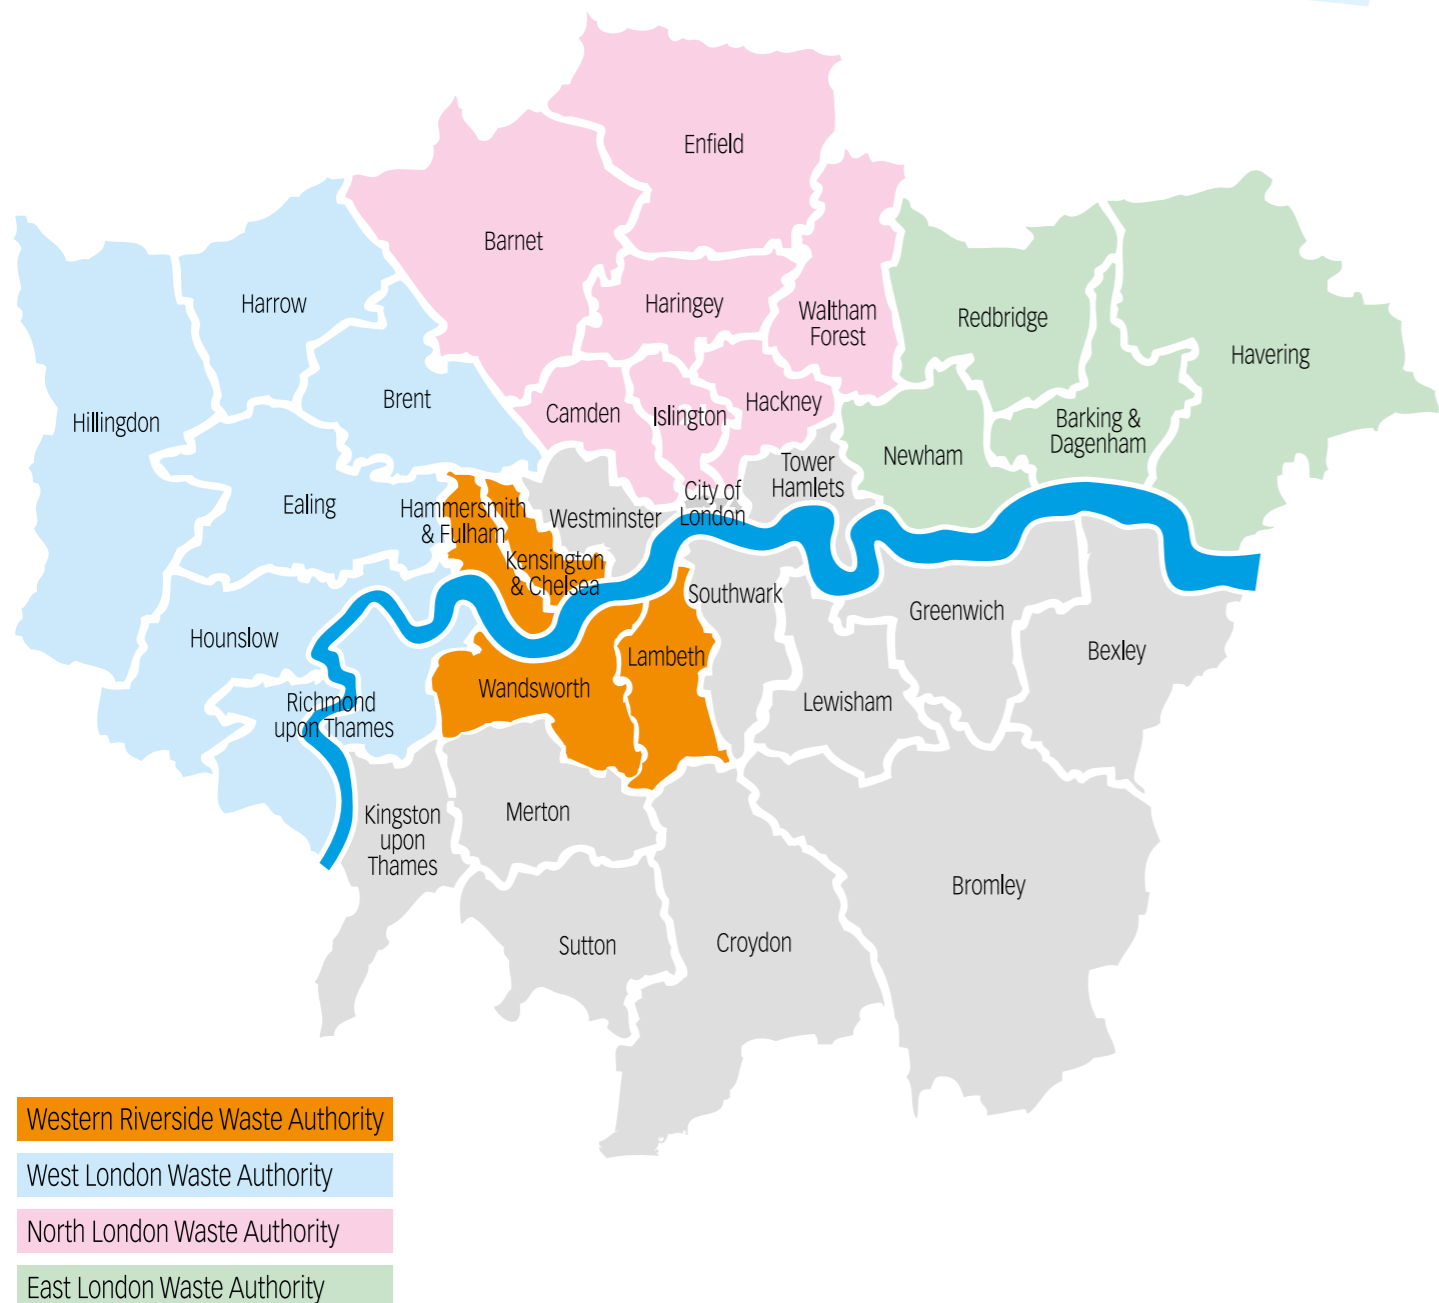 Enfield
Barnet
Harrow
Haringey
Waltham
Forest
Redbridge
Havering
Hillingdon
Brent
Camden
Islington
Hackney
Barking &
Dagenham
Newham
Tower
Hamlets
City of
London
Ealing
Hammersmith
& Fulham
Westminster
Kensington
& Chelsea
Southwark
Greenwich
Hounslow
Bexley
Lambeth
Wandsworth
Richmond
upon Thames
Lewisham
Kingston
upon
Thames
Merton
Bromley
Sutton
Croydon
Western Riverside Waste Authority
West London Waste Authority
North London Waste Authority
East London Waste Authority